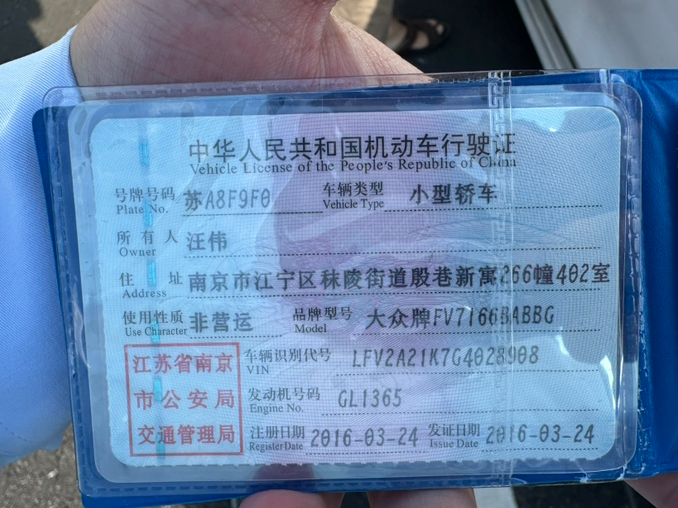 中华人民共和国机动车行驶证
Vehicle License of the People's Republic of China
号牌号码 苏A8F9F0 车辆类型 小型轿车
Plate No. Vehicle Type
所有人 汪伟
Owner
住址 南京市江宁区秣陵街道殷巷新寓266幢402室
Address
使用性质 非营运 品牌型号 大众牌FV7166BABBG
Use Character Model
江苏省南京
市公安局
交通管理局
车辆识别代号 LFV2A21K7G4028908
VIN
发动机号码 GL1365
Engine No.
注册日期 2016-03-24 发证日期 2016-03-24
Register Date Issue Date